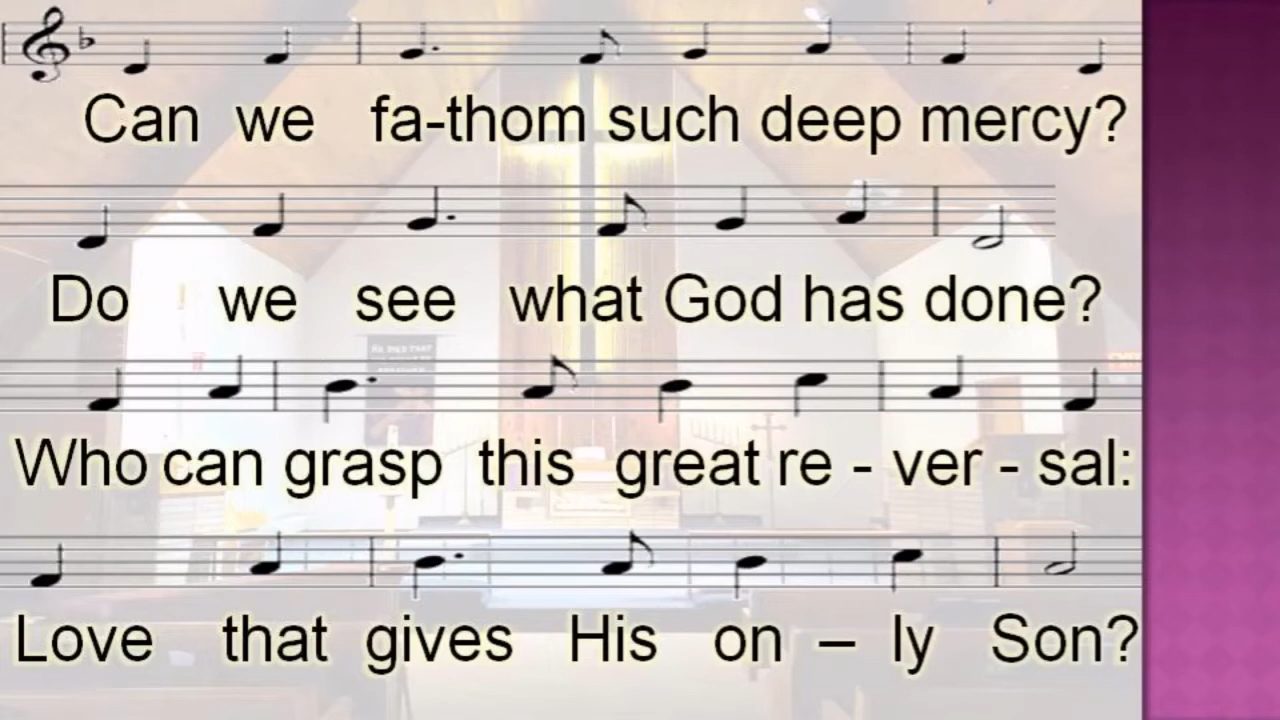 Can we fa-thom such deep mercy?
Do we see what God has done?
Who can grasp this great re - ver - sal:
Love that gives His on – ly Son?